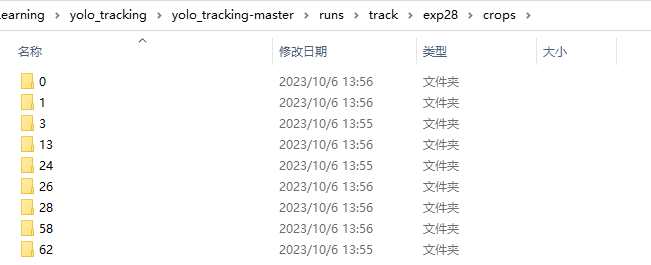 earning › yolo_tracking › yolo_tracking-master › runs › track › exp28 › crops ›
名称 修改日期 类型 大小
0 2023/10/6 13:56 文件夹
1 2023/10/6 13:56 文件夹
3 2023/10/6 13:55 文件夹
13 2023/10/6 13:56 文件夹
24 2023/10/6 13:55 文件夹
26 2023/10/6 13:56 文件夹
28 2023/10/6 13:56 文件夹
58 2023/10/6 13:56 文件夹
62 2023/10/6 13:55 文件夹